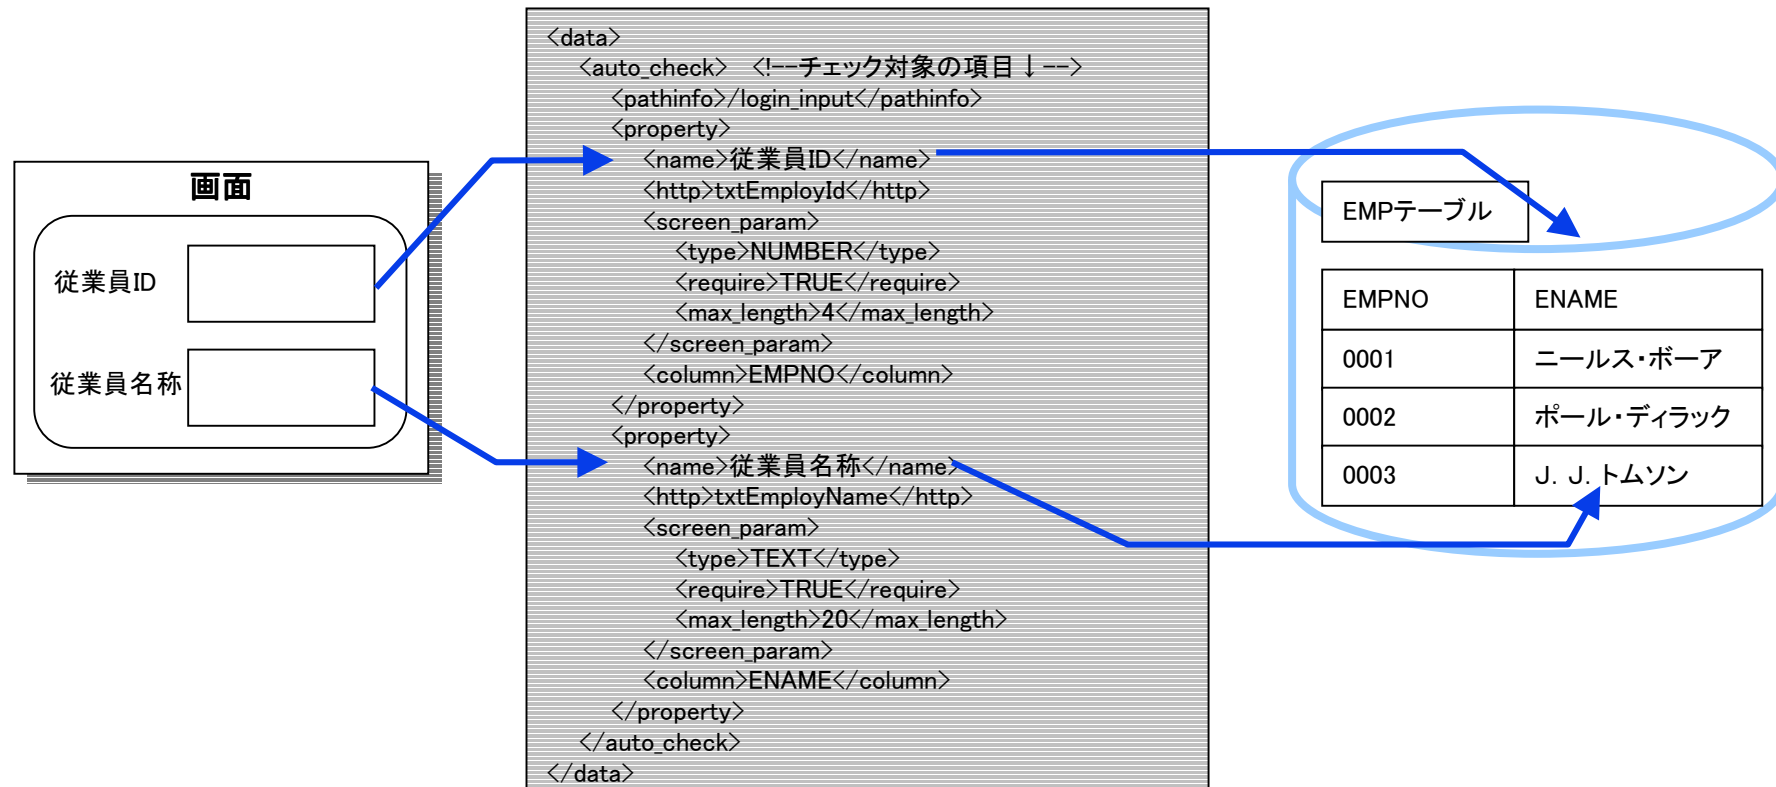 画面
従業員ID
従業員名称
<data>
<auto_check> <!--チェック対象の項目↓-->
<pathinfo>/login_input</pathinfo>
<property>
<name>従業員ID</name>
<http>txtEmployId</http>
<screen_param>
<type>NUMBER</type>
<require>TRUE</require>
<max_length>4</max_length>
</screen_param>
<column>EMPNO</column>
</property>
<property>
<name>従業員名称</name>
<http>txtEmployName</http>
<screen_param>
<type>TEXT</type>
<require>TRUE</require>
<max_length>20</max_length>
</screen_param>
<column>ENAME</column>
</property>
</auto_check>
</data>
EMPテーブル
EMPNO ENAME
0001 ニールス・ボーア
0002 ポール・ディラック
0003 J. J. トムソン